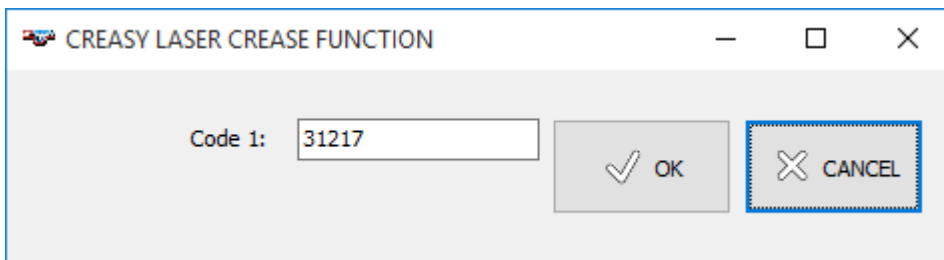 CREASY LASER CREASE FUNCTION
Code 1: 31217
OK
CANCEL